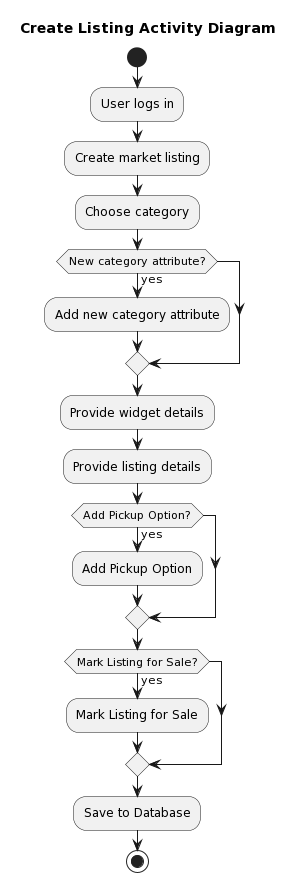 Create Listing Activity Diagram
User logs in
Create market listing
Choose category
New category attribute?
yes
Add new category attribute
Provide widget details
Provide listing details
Add Pickup Option?
yes
Add Pickup Option
Mark Listing for Sale?
yes
Mark Listing for Sale
Save to Database